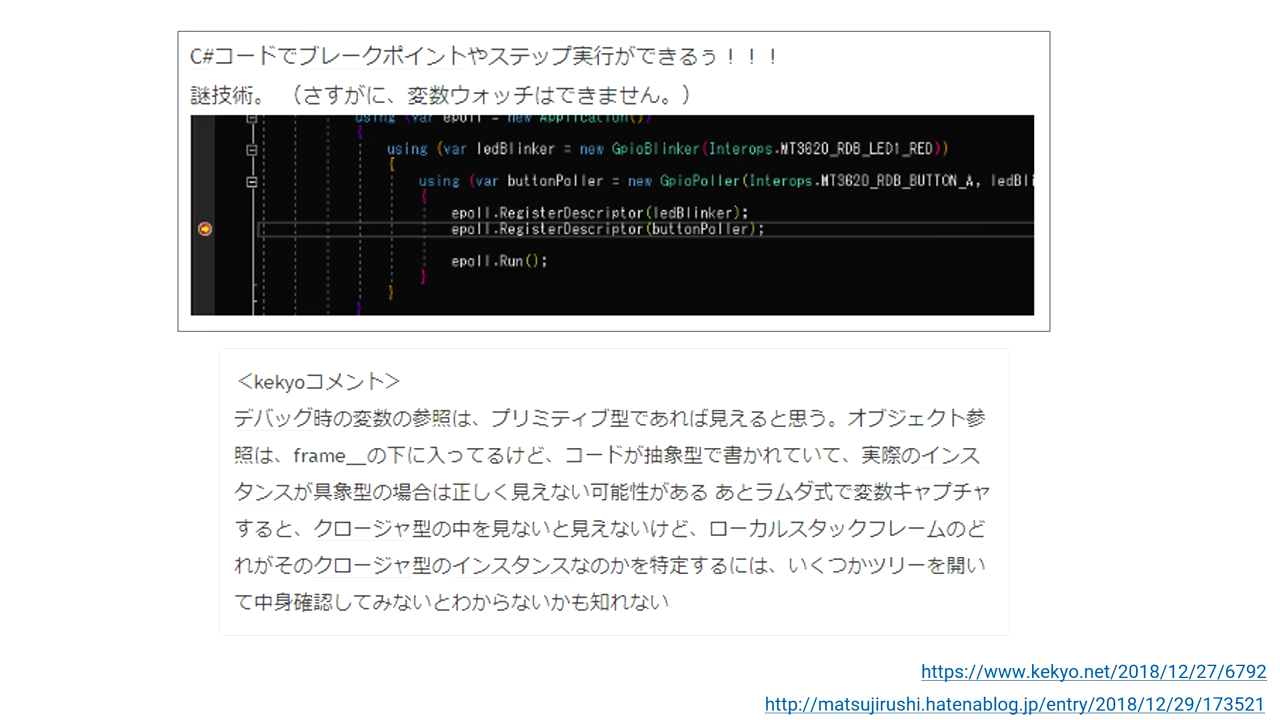 C#コードでブレークポイントやステップ実行ができるぅ！！！
謎技術。 （さすがに、変数ウォッチはできません。）
using (var epoll = new Application())
{
using (var ledBlinker = new GpioBlinker(Interops.MT3620_RDB_LED1_RED))
{
using (var buttonPoller = new GpioPoller(Interops.MT3620_RDB_BUTTON_A, ledBli
{
epoll.RegisterDescriptor(ledBlinker);
epoll.RegisterDescriptor(buttonPoller);
epoll.Run();
}
}
}
＜kekyoコメント＞
デバッグ時の変数の参照は、プリミティブ型であれば見えると思う。オブジェクト参
照は、frame__の下に入ってるけど、コードが抽象型で書かれていて、実際のインス
タンスが具象型の場合は正しく見えない可能性がある あとラムダ式で変数キャプチャ
すると、クロージャ型の中を見ないと見えないけど、ローカルスタックフレームのど
れがそのクロージャ型のインスタンスなのかを特定するには、いくつかツリーを開い
て中身確認してみないとわからないかも知れない
https://www.kekyo.net/2018/12/27/6792
http://matsujirushi.hatenablog.jp/entry/2018/12/29/173521